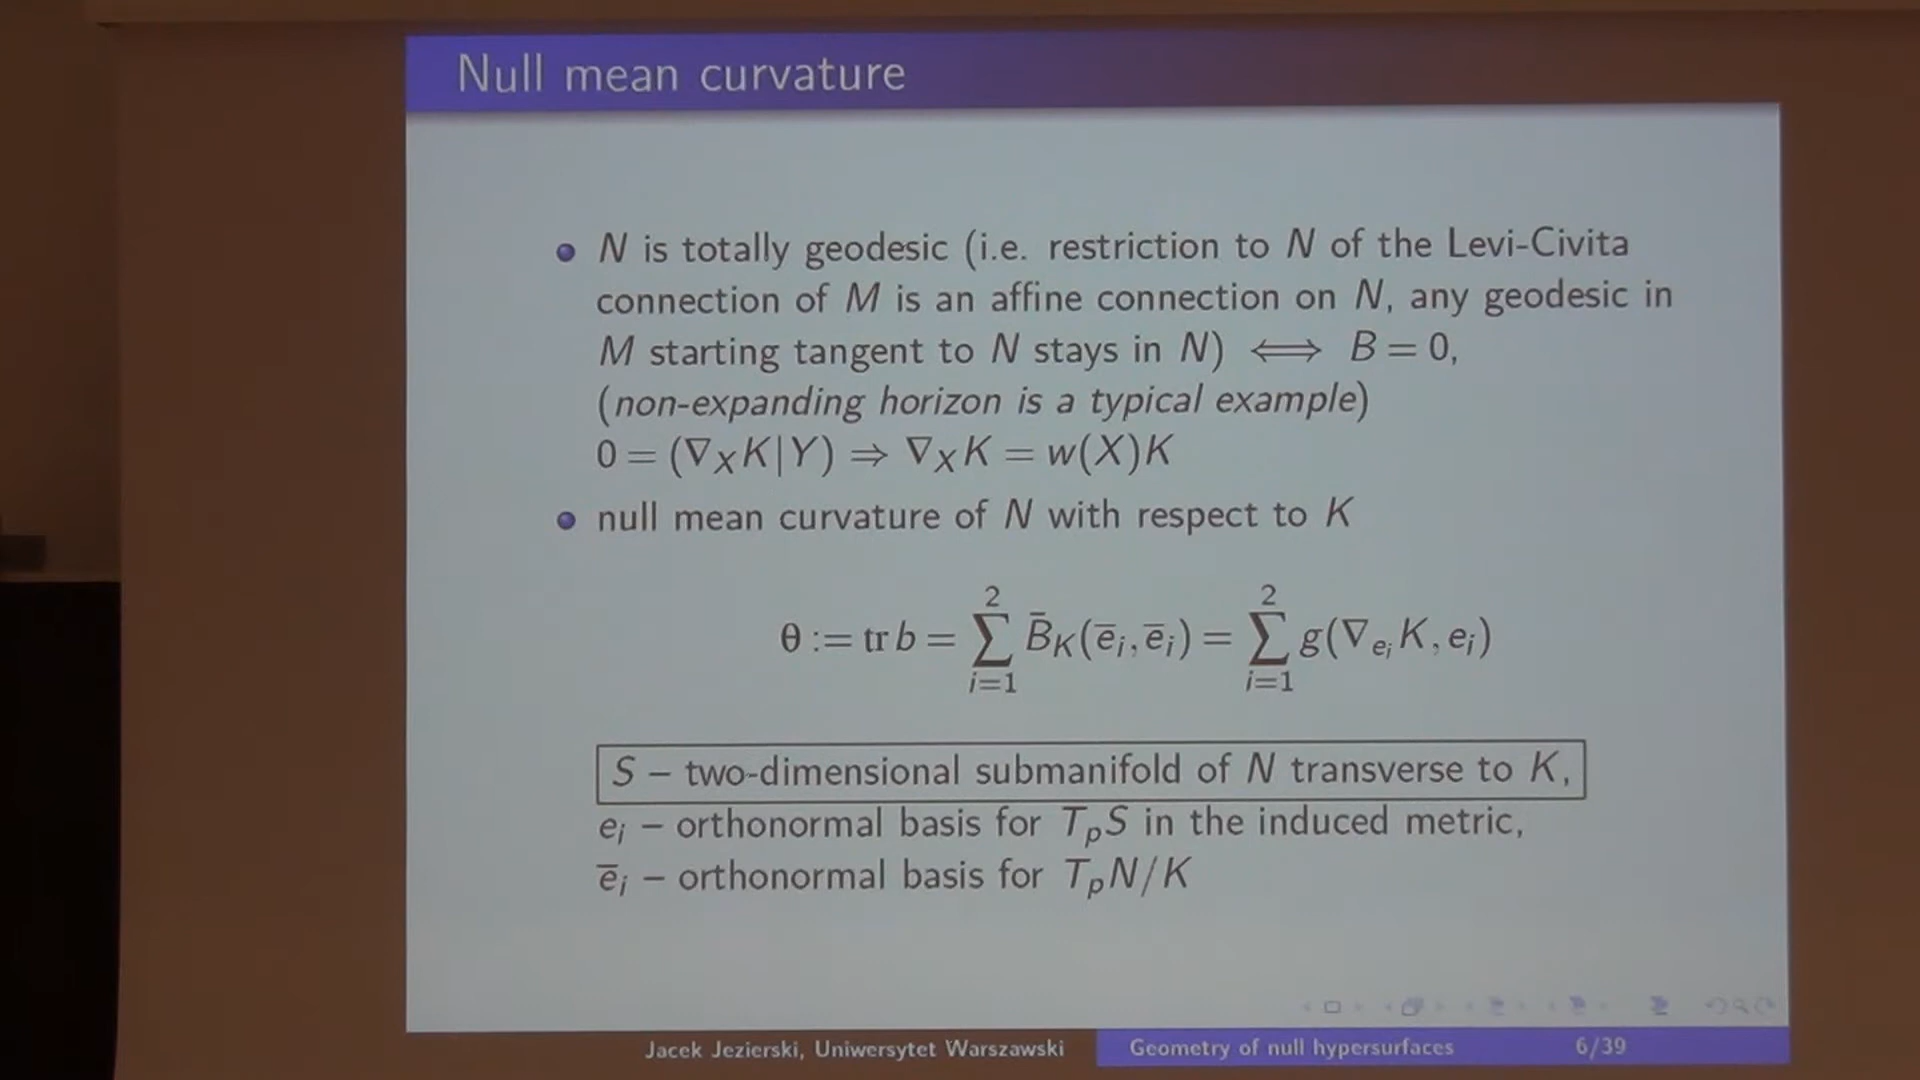 Null mean curvature
N is totally geodesic (i.e. restriction to N of the Levi-Civita
connection of M is an affine connection on N, any geodesic in
M starting tangent to N stays in N) ⟺ B = 0,
(non-expanding horizon is a typical example)
0 = (∇_X K|Y) ⇒ ∇_X K = w(X)K
null mean curvature of N with respect to K
θ := tr b = ∑_{i=1}^{2} B̄_K(ē_i, ē_i) = ∑_{i=1}^{2} g(∇_{e_i} K, e_i)
S – two-dimensional submanifold of N transverse to K,
e_i – orthonormal basis for T_pS in the induced metric,
ē_i – orthonormal basis for T_pN/K
Jacek Jezierski, Uniwersytet Warszawski Geometry of null hypersurfaces 6/39